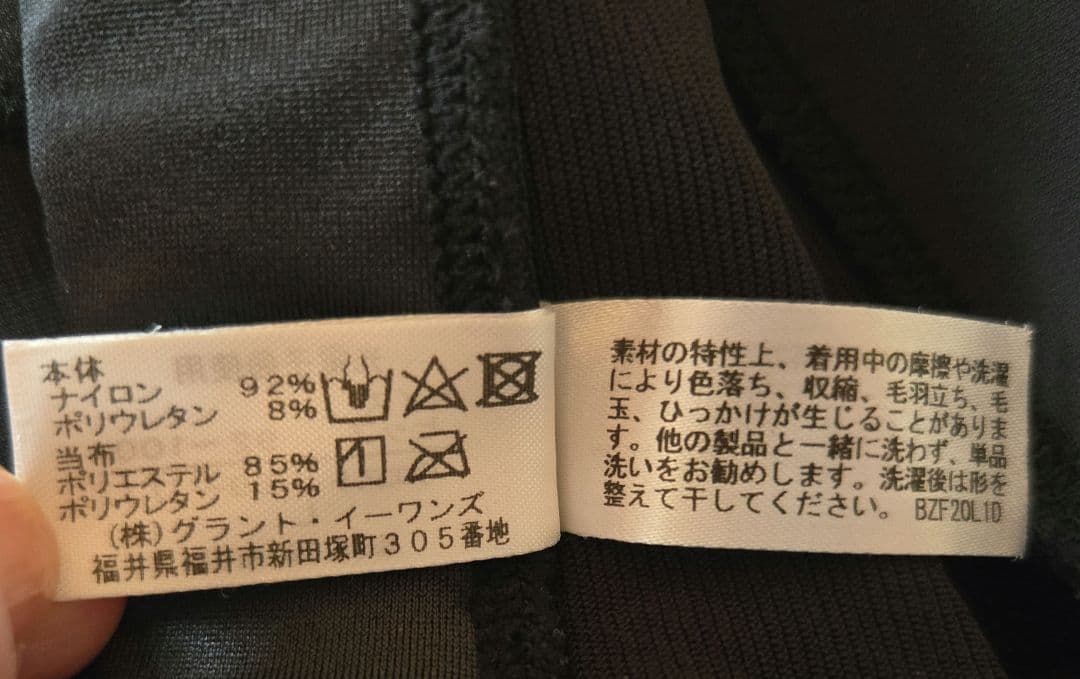 本体
ナイロン 92%
ポリウレタン 8%
当布
ポリエステル 85%
ポリウレタン 15%
(株)グラント・イーワンズ
福井県福井市新田塚町305番地
素材の特性上、着用中の摩擦や洗濯
により色落ち、収縮、毛羽立ち、毛
玉、ひっかけが生じることがありま
す。他の製品と一緒に洗わず、単品
洗いをお勧めします。洗濯後は形を
整えて干してください。 BZF20L1D